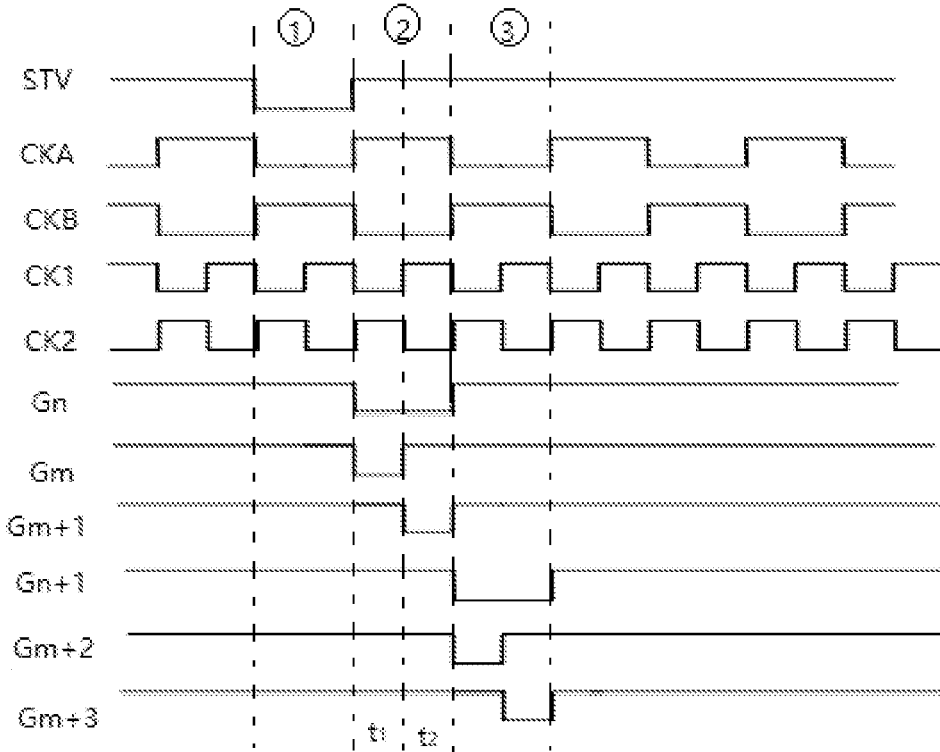 ① ② ③
STV
CKA
CKB
CK1
CK2
Gn
Gm
Gm+1
Gn+1
Gm+2
Gm+3
t1 t2